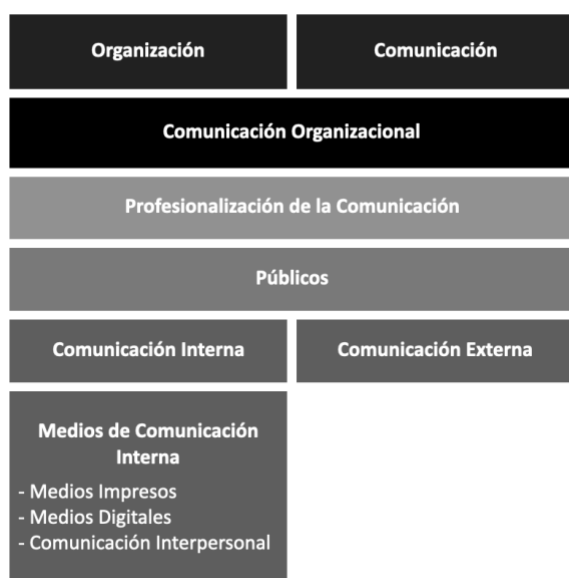 Organización
Comunicación
Comunicación Organizacional
Profesionalización de la Comunicación
Públicos
Comunicación Interna
Comunicación Externa
Medios de Comunicación
Interna
- Medios Impresos
- Medios Digitales
- Comunicación Interpersonal